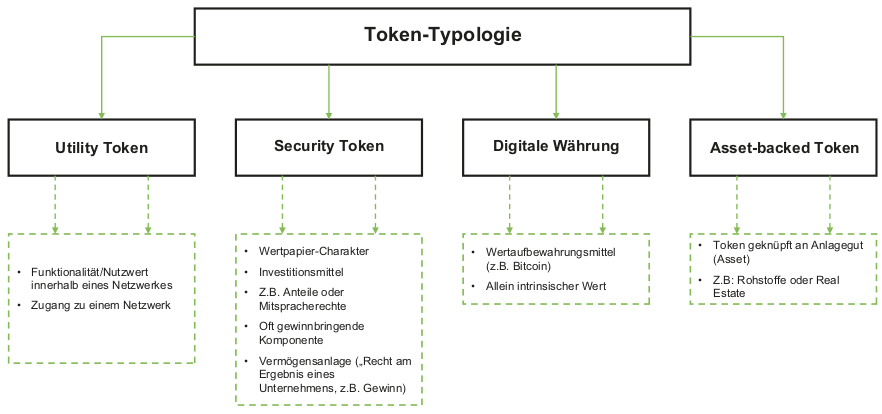 Token-Typologie
Utility Token
Security Token
Digitale Währung
Asset-backed Token
• Funktionalität/Nutzwert
innerhalb eines Netzwerkes
• Zugang zu einem Netzwerk
• Wertpapier-Charakter
• Investitionsmittel
• Z.B. Anteile oder
Mitspracherechte
• Oft gewinnbringende
Komponente
• Vermögensanlage („Recht am
Ergebnis eines
Unternehmens, z.B. Gewinn)
• Wertaufbewahrungsmittel
(z.B. Bitcoin)
• Allein intrinsischer Wert
• Token geknüpft an Anlagegut
(Asset)
• Z.B: Rohstoffe oder Real
Estate